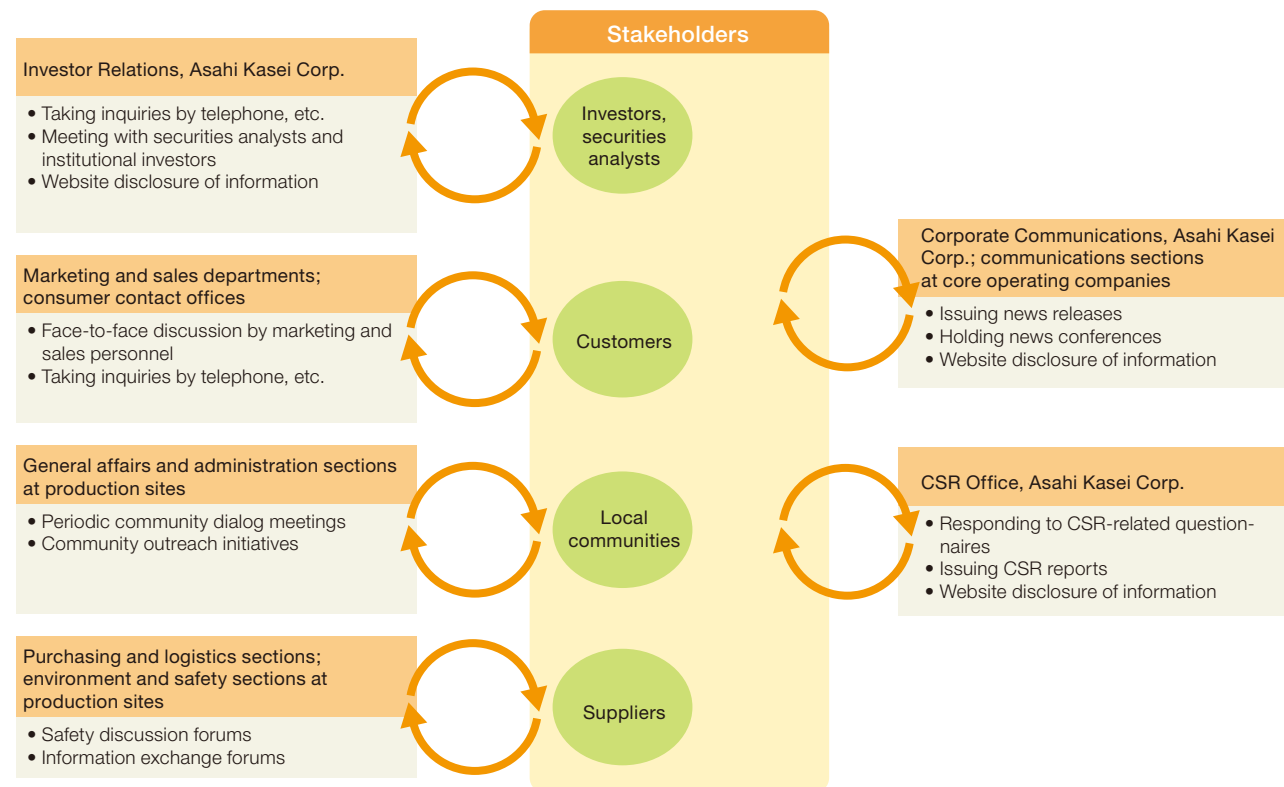 Stakeholders
Investor Relations, Asahi Kasei Corp.
• Taking inquiries by telephone, etc.
• Meeting with securities analysts and
institutional investors
• Website disclosure of information
Investors,
securities
analysts
Marketing and sales departments;
consumer contact offices
• Face-to-face discussion by marketing and
sales personnel
• Taking inquiries by telephone, etc.
Customers
General affairs and administration sections
at production sites
• Periodic community dialog meetings
• Community outreach initiatives
Local
communities
Purchasing and logistics sections;
environment and safety sections at
production sites
• Safety discussion forums
• Information exchange forums
Suppliers
Corporate Communications, Asahi Kasei
Corp.; communications sections
at core operating companies
• Issuing news releases
• Holding news conferences
• Website disclosure of information
CSR Office, Asahi Kasei Corp.
• Responding to CSR-related question-
naires
• Issuing CSR reports
• Website disclosure of information